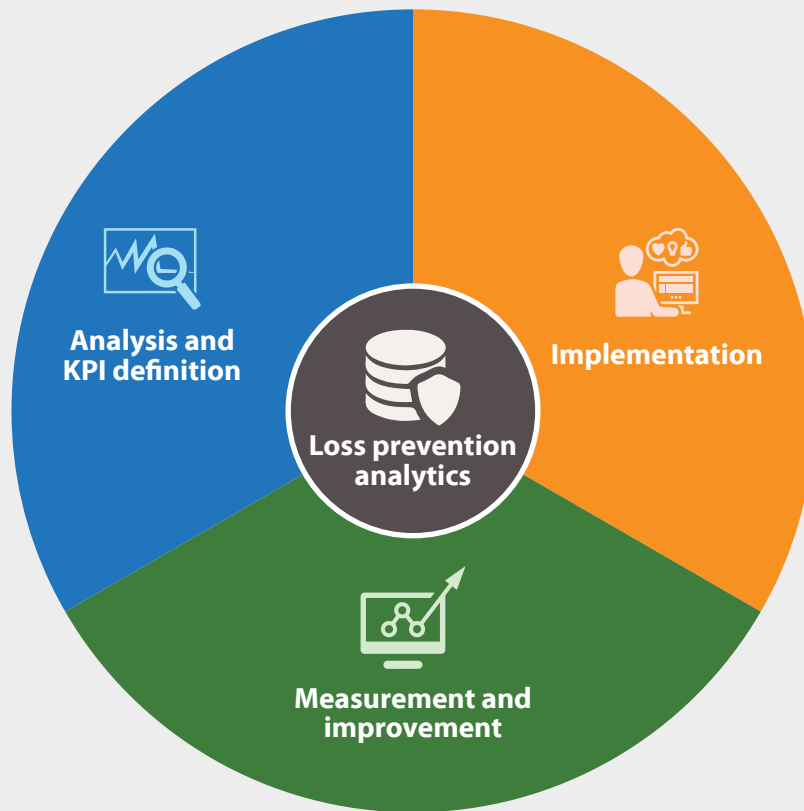 Analysis and
KPI definition
Implementation
Loss prevention
analytics
Measurement and
improvement